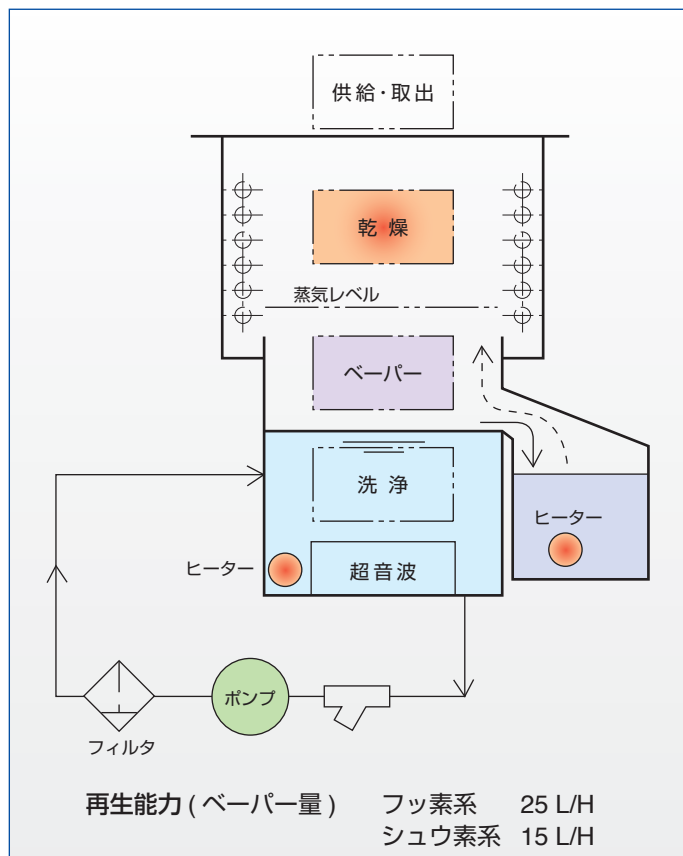 供給・取出
乾燥
蒸気レベル
ベーパー
洗浄
ヒーター
ヒーター
超音波
ポンプ
フィルタ
再生能力 ( ベーパー量 ) フッ素系 25 L/H
シュウ素系 15 L/H